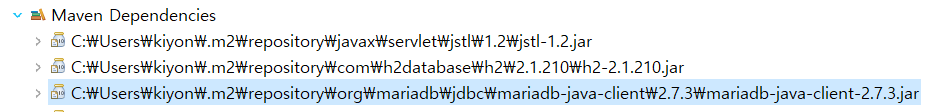 Maven Dependencies
C:₩Users₩kiyon₩.m2₩repository₩javax₩servlet₩jstl₩1.2₩jstl-1.2.jar
C:₩Users₩kiyon₩.m2₩repository₩com₩h2database₩h2₩2.1.210₩h2-2.1.210.jar
C:₩Users₩kiyon₩.m2₩repository₩org₩mariadb₩jdbc₩mariadb-java-client₩2.7.3₩mariadb-java-client-2.7.3.jar